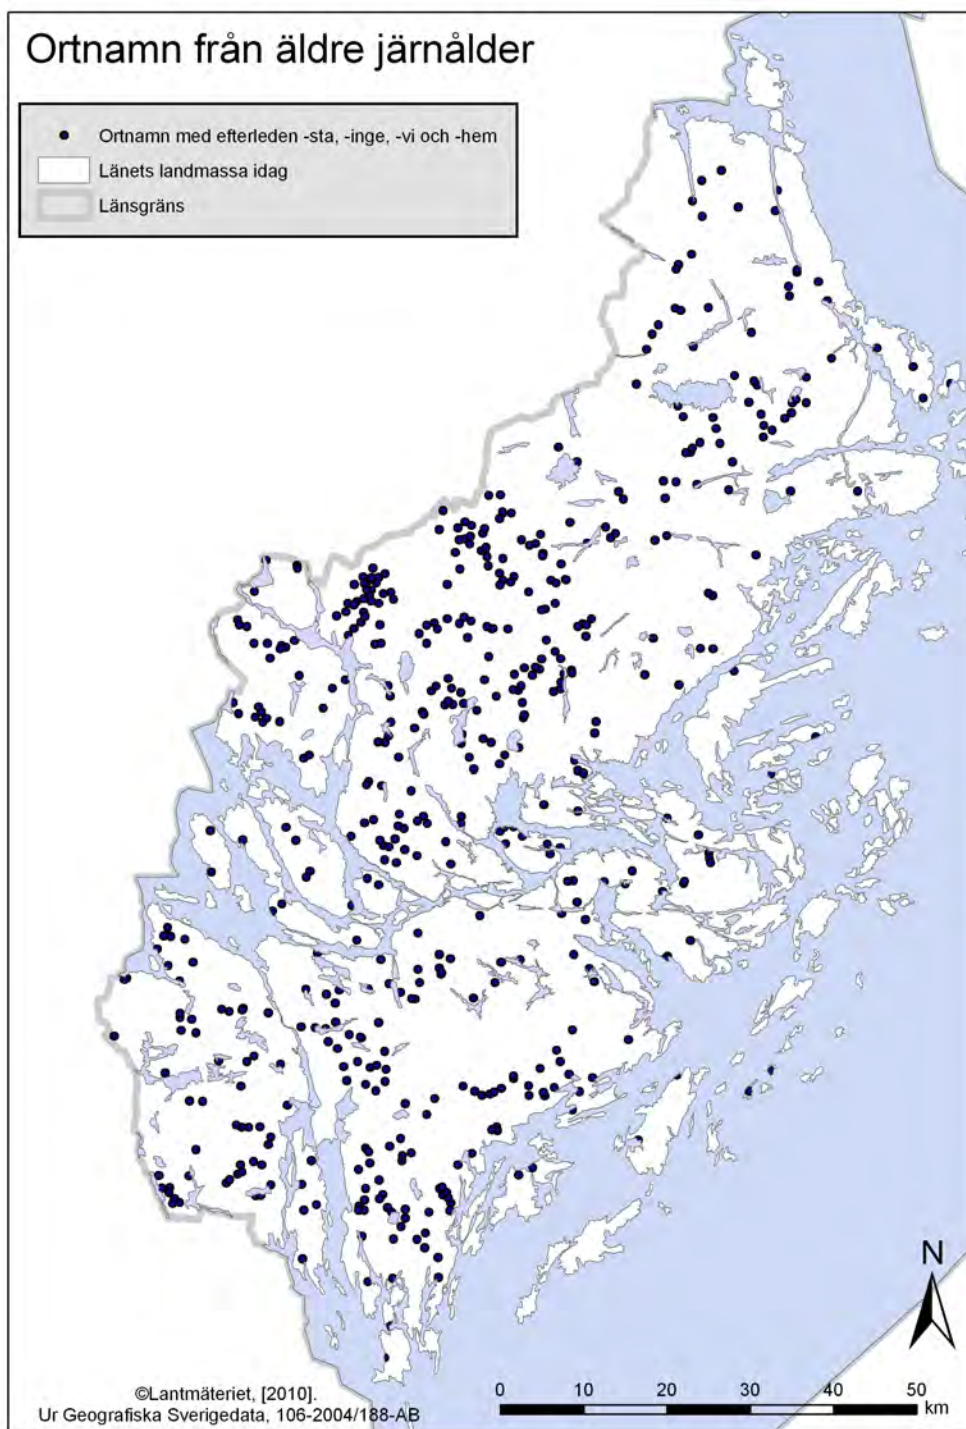 Ortnamn från äldre järnålder
Ortnamn med efterleden -sta, -inge, -vi och -hem
Länets landmassa idag
Länsgräns
N
0 10 20 30 40 50
km
©Lantmäteriet, [2010].
Ur Geografiska Sverigedata, 106-2004/188-AB